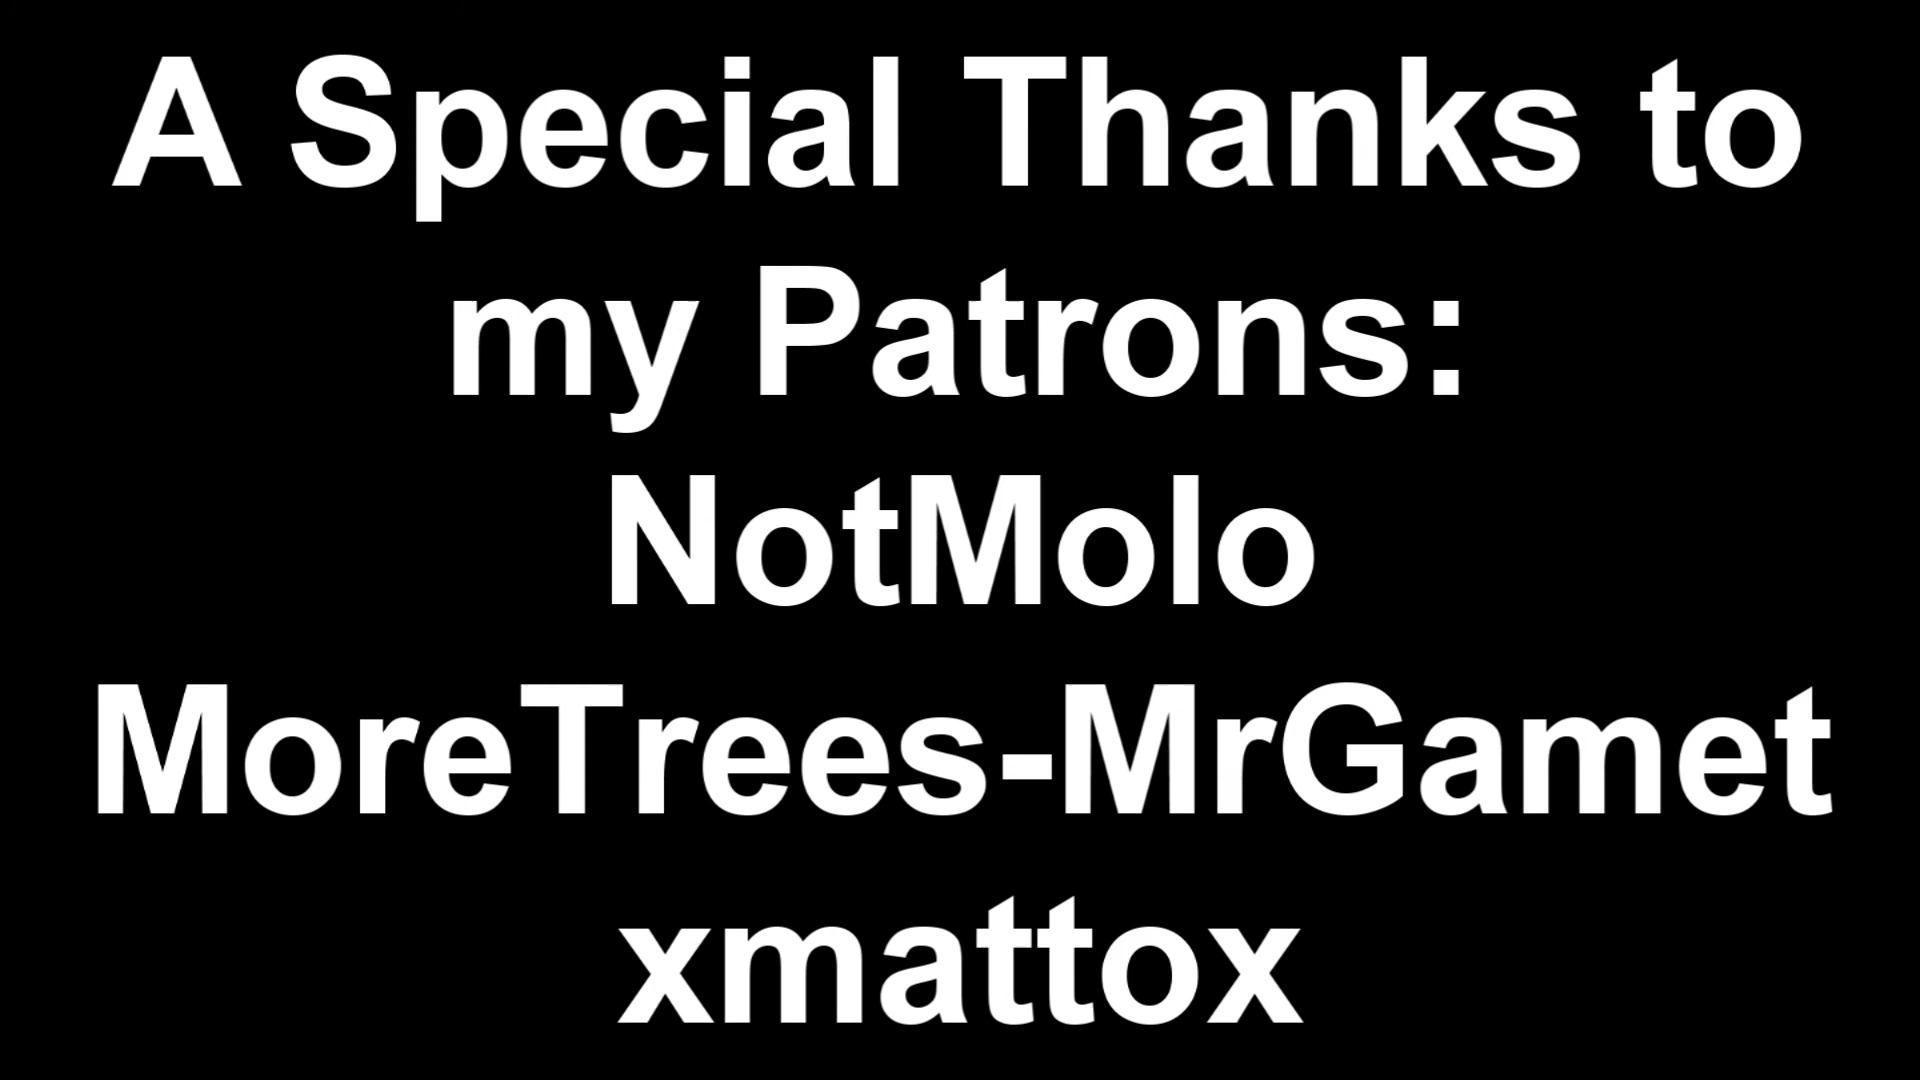 A Special Thanks to
my Patrons:
NotMolo
MoreTrees-MrGamet
xmattox